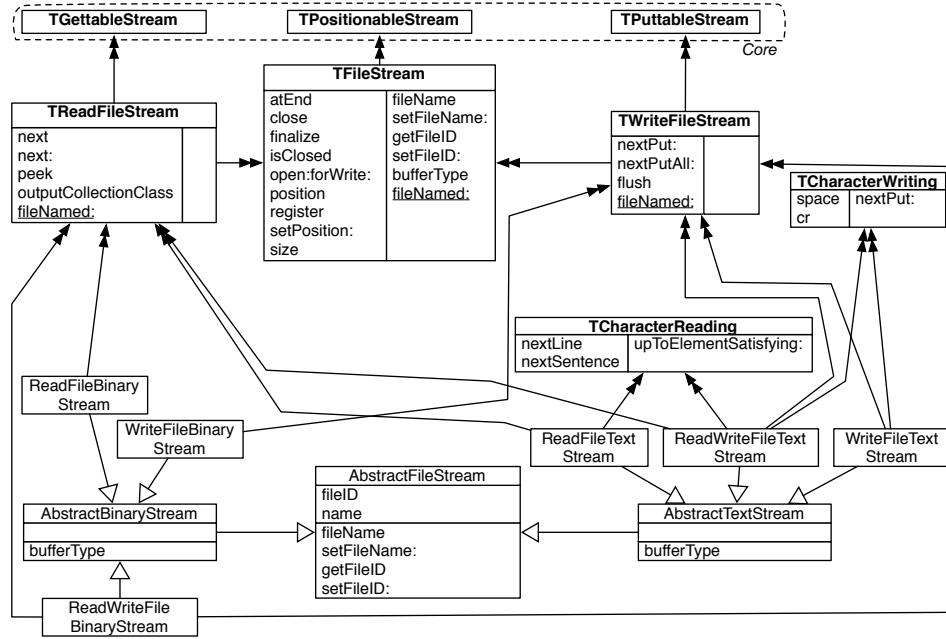 TGettableStream
TPositionableStream
TPuttableStream
Core
TReadFileStream
next
next:
peek
outputCollectionClass
fileNamed:
TFileStream
atEnd
close
finalize
isClosed
open:forWrite:
position
register
setPosition:
size
fileName
setFileName:
getFileID
setFileID:
bufferType
fileNamed:
TWriteFileStream
nextPut:
nextPutAll:
flush
fileNamed:
TCharacterWriting
space
cr
nextPut:
TCharacterReading
nextLine
nextSentence
upToElementSatisfying:
ReadFileBinary
Stream
WriteFileBinary
Stream
ReadFileText
Stream
ReadWriteFileText
Stream
WriteFileText
Stream
AbstractBinaryStream
bufferType
AbstractFileStream
fileID
name
fileName
setFileName:
getFileID
setFileID:
AbstractTextStream
bufferType
ReadWriteFile
BinaryStream